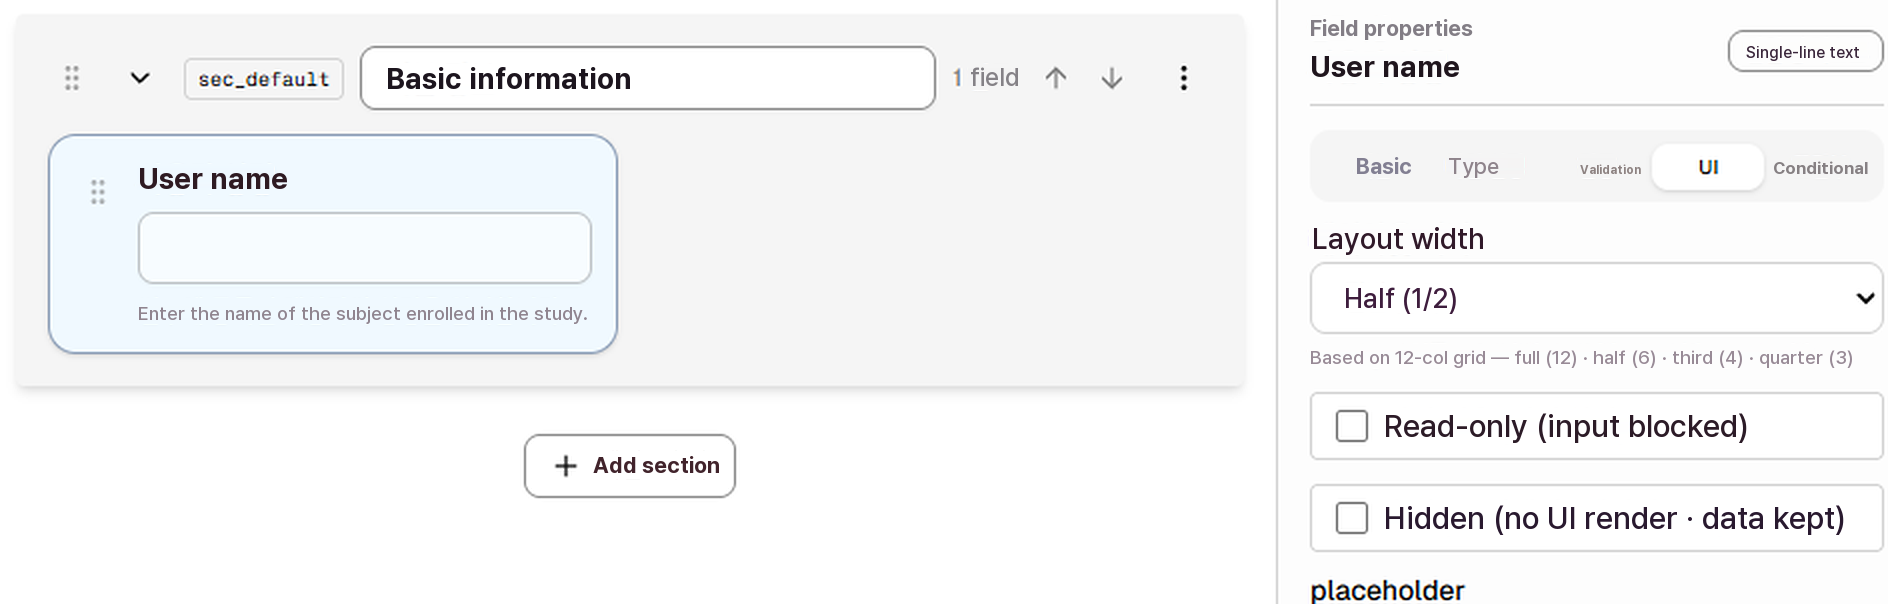 sec_default
Basic information
1 field
User name
Enter the name of the subject enrolled in the study.
Add section
Field properties
User name
Single-line text
Basic Type Validation UI Conditional
Layout width
Half (1/2)
Based on 12-col grid — full (12) · half (6) · third (4) · quarter (3)
Read-only (input blocked)
Hidden (no UI render · data kept)
placeholder